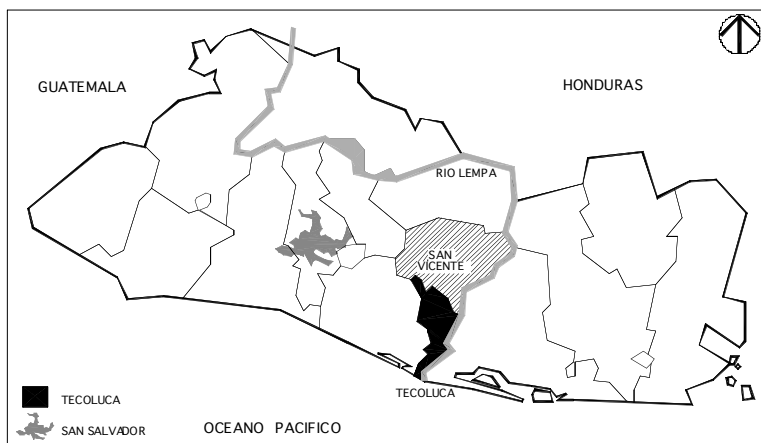 GUATEMALA
HONDURAS
RIO LEMPA
SAN
VICENTE
TECOLUCA
TECOLUCA
SAN SALVADOR
OCEANO PACIFICO